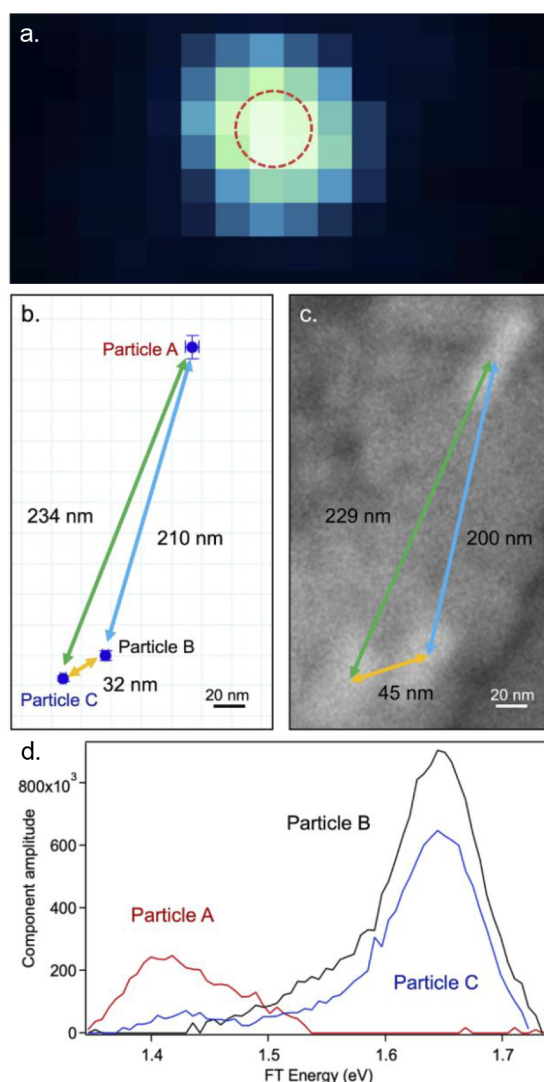 a.
b.
Particle A
234 nm
210 nm
Particle B
Particle C
32 nm
20 nm
c.
229 nm
200 nm
45 nm
20 nm
d.
800x10³
600
400
200
0
Component amplitude
Particle A
Particle B
Particle C
1.4
1.5
1.6
1.7
FT Energy (eV)